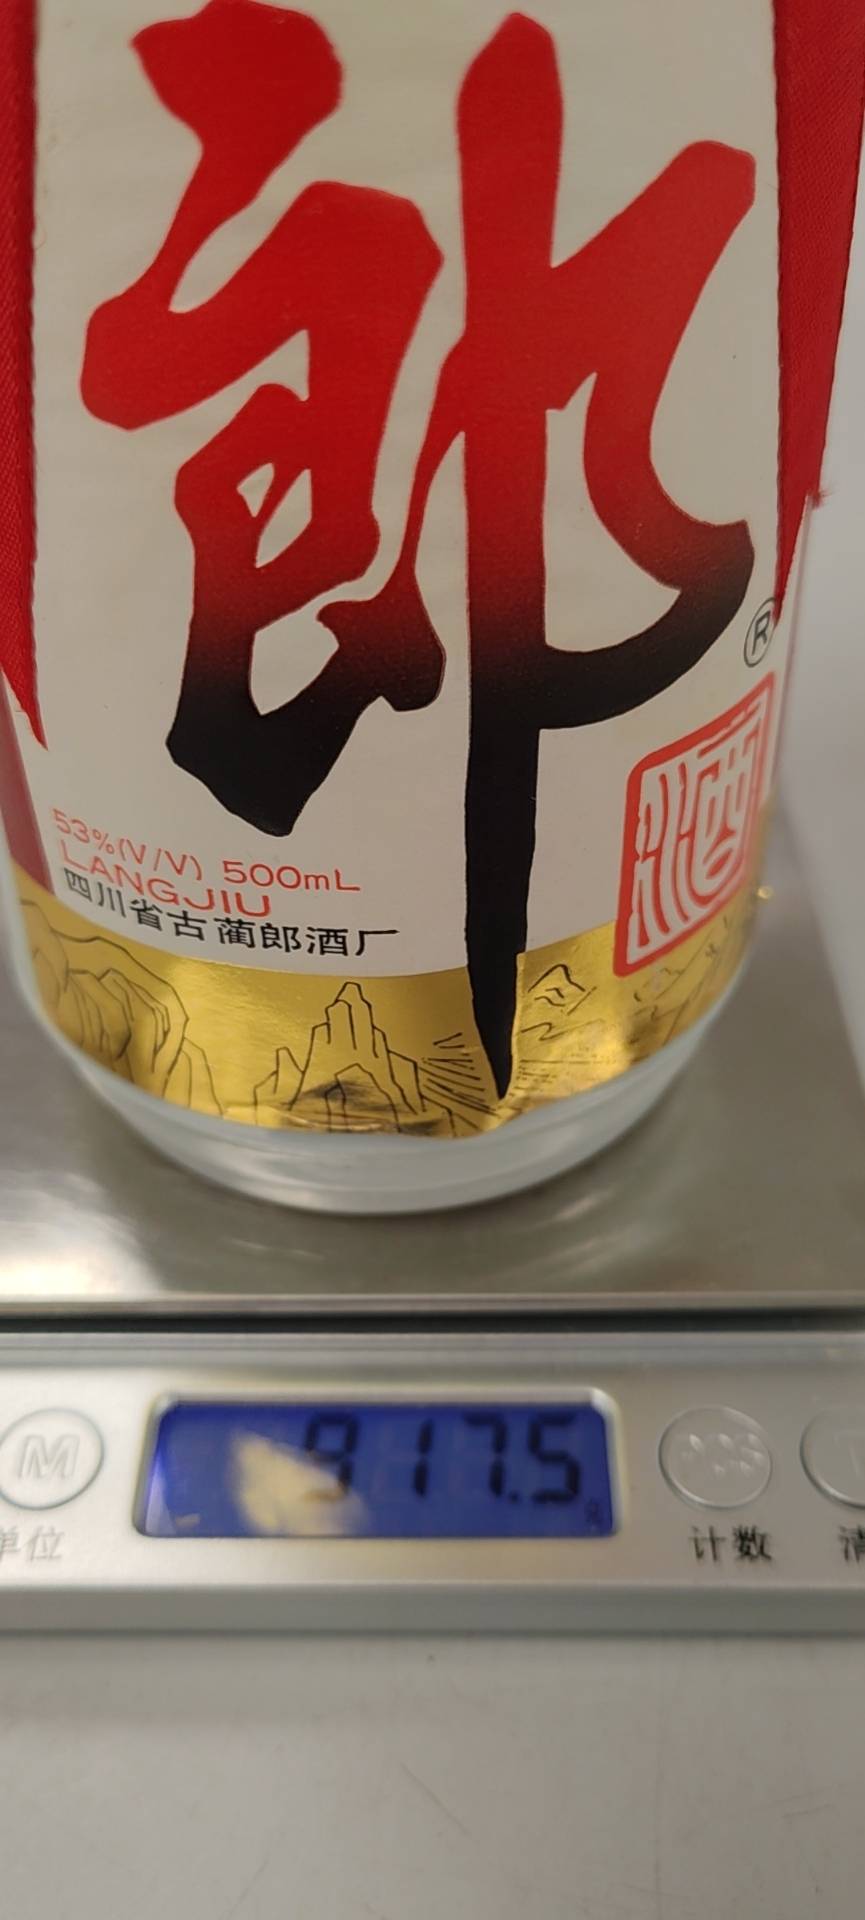 郎
®
酒
53%(V/V) 500mL
LANGJIU
四川省古蔺郎酒厂
917.5
g
M
单位
计数
清